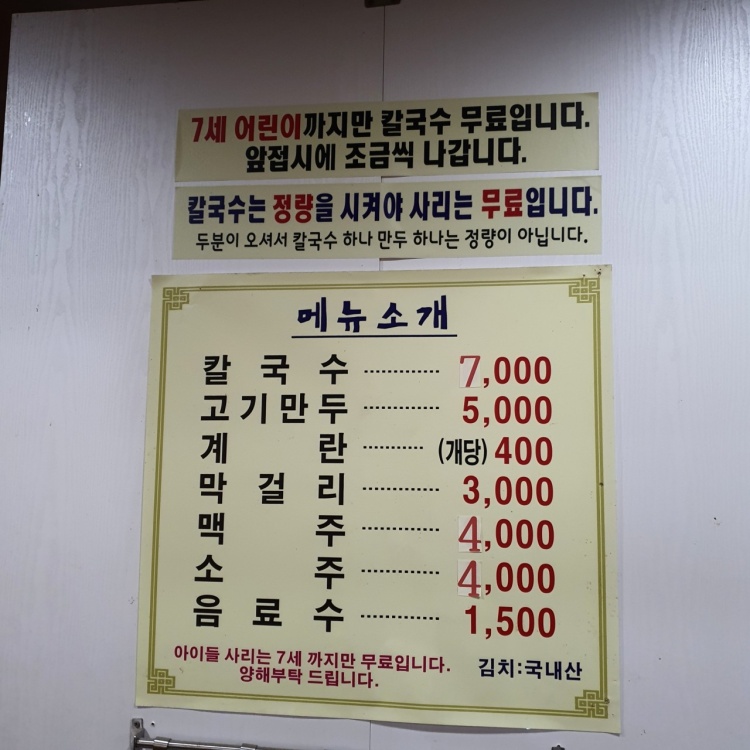 7세 어린이까지만 칼국수 무료입니다.
앞접시에 조금씩 나갑니다.
칼국수는 정량을 시켜야 사리는 무료입니다.
두분이 오셔서 칼국수 하나 만두 하나는 정량이 아닙니다.
메뉴소개
칼국수 ············ 7,000
고기만두 ············ 5,000
계란 ·········· (개당) 400
막걸리 ············ 3,000
맥주 ············ 4,000
소주 ············ 4,000
음료수 ············ 1,500
아이들 사리는 7세 까지만 무료입니다.
양해부탁 드립니다.
김치:국내산